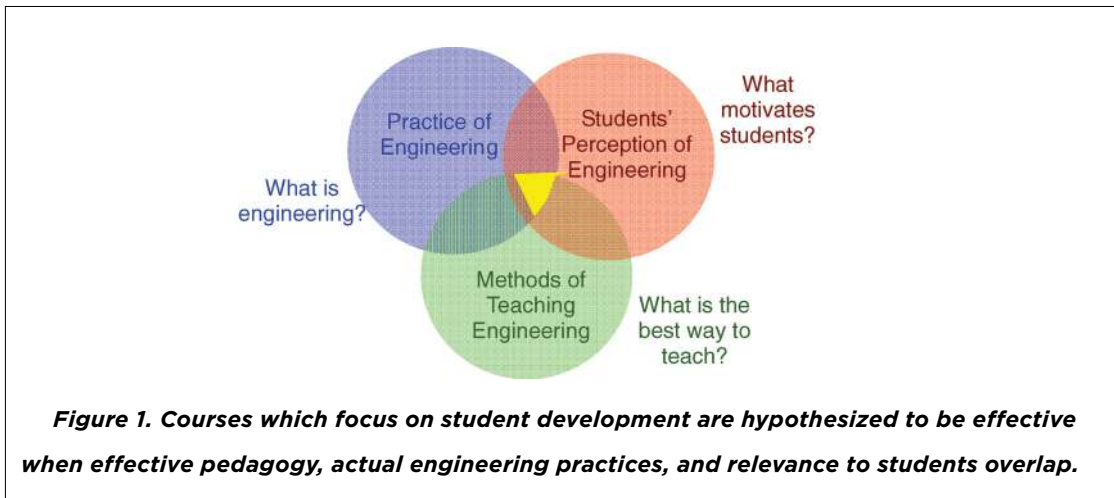 Practice of
Engineering
Students'
Perception of
Engineering
What
motivates
students?
What is
engineering?
Methods of
Teaching
Engineering
What is the
best way to
teach?
Figure 1. Courses which focus on student development are hypothesized to be effective
when effective pedagogy, actual engineering practices, and relevance to students overlap.